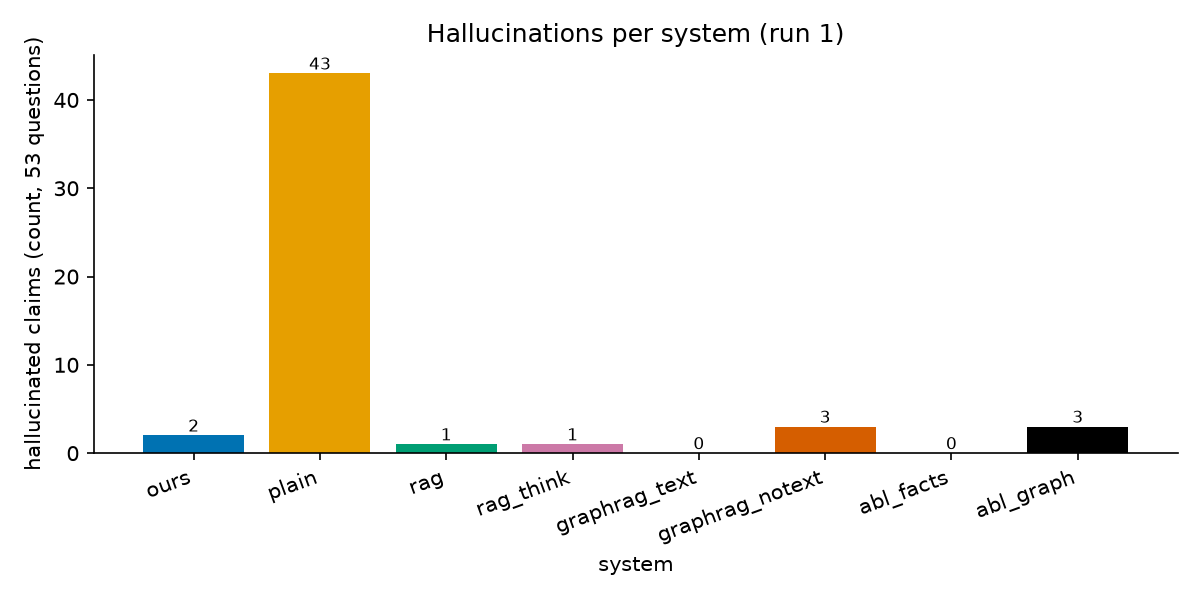 Hallucinations per system (run 1)
hallucinated claims (count, 53 questions)
40
30
20
10
0
2
43
1
1
0
3
0
3
ours
plain
rag
rag_think
graphrag_text
graphrag_notext
abl_facts
abl_graph
system